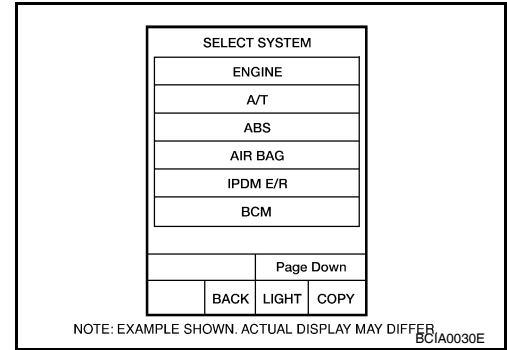 SELECT SYSTEM
ENGINE
A/T
ABS
AIR BAG
IPDM E/R
BCM
Page Down
BACK LIGHT COPY
NOTE: EXAMPLE SHOWN. ACTUAL DISPLAY MAY DIFFER.
BCIA0030E